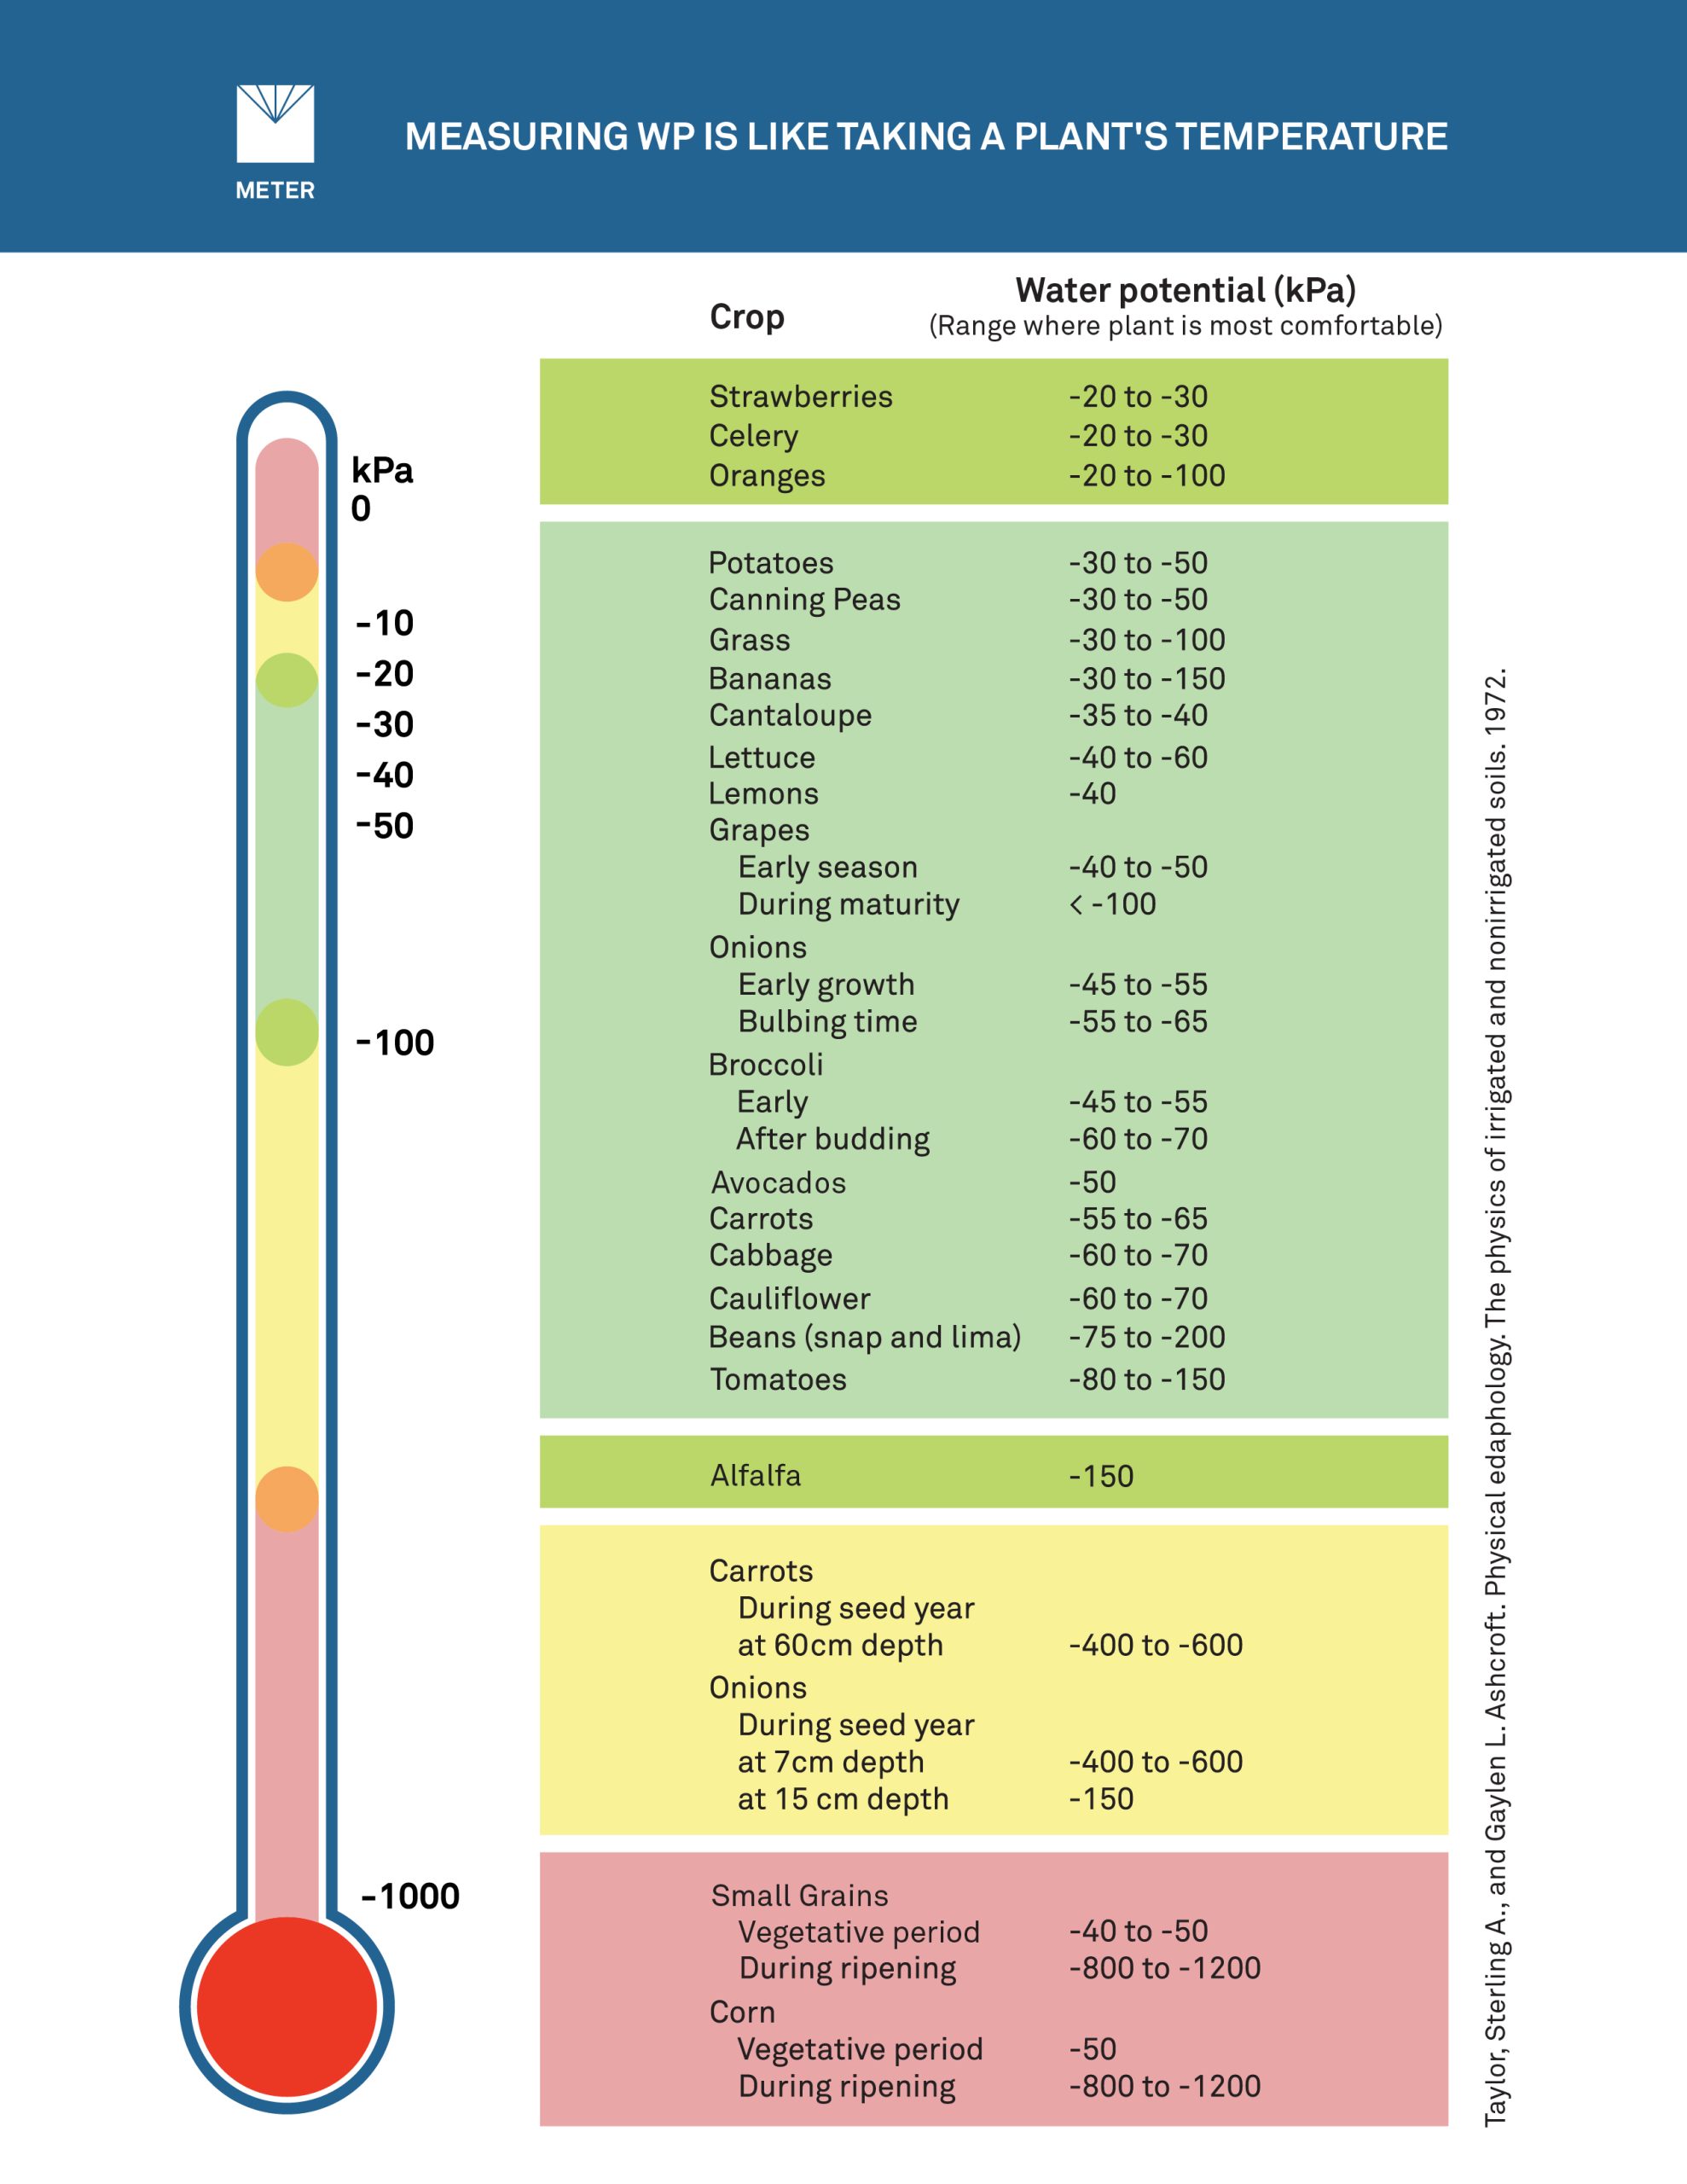 METER
MEASURING WP IS LIKE TAKING A PLANT'S TEMPERATURE
kPa
0
-10
-20
-30
-40
-50
-100
-1000
Crop
Water potential (kPa)
(Range where plant is most comfortable)
Strawberries -20 to -30
Celery -20 to -30
Oranges -20 to -100
Potatoes -30 to -50
Canning Peas -30 to -50
Grass -30 to -100
Bananas -30 to -150
Cantaloupe -35 to -40
Lettuce -40 to -60
Lemons -40
Grapes
Early season -40 to -50
During maturity < -100
Onions
Early growth -45 to -55
Bulbing time -55 to -65
Broccoli
Early -45 to -55
After budding -60 to -70
Avocados -50
Carrots -55 to -65
Cabbage -60 to -70
Cauliflower -60 to -70
Beans (snap and lima) -75 to -200
Tomatoes -80 to -150
Alfalfa -150
Carrots
During seed year
at 60cm depth -400 to -600
Onions
During seed year
at 7cm depth -400 to -600
at 15 cm depth -150
Small Grains
Vegetative period -40 to -50
During ripening -800 to -1200
Corn
Vegetative period -50
During ripening -800 to -1200
Taylor, Sterling A., and Gaylen L. Ashcroft. Physical edaphology. The physics of irrigated and nonirrigated soils. 1972.